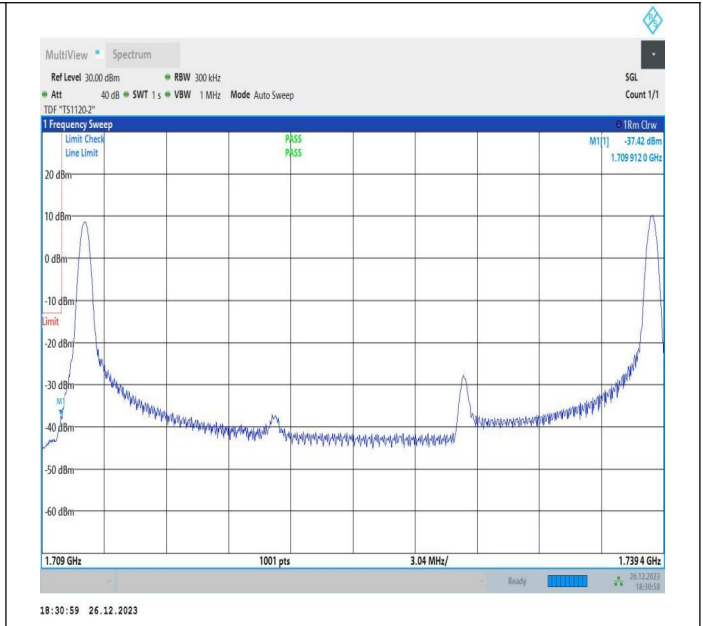 R&S
MultiView Spectrum
Ref Level 30.00 dBm RBW 300 kHz SGL
Att 40 dB SWT 1 s VBW 1 MHz Mode Auto Sweep Count 1/1
TDF "TS1120-2"
1 Frequency Sweep 1Rm Clrw
Limit Check PASS M1[1] -37.42 dBm
Line Limit PASS 1.709 912 0 GHz
20 dBm
10 dBm
0 dBm
-10 dBm
Limit
-20 dBm
-30 dBm
M1
-40 dBm
-50 dBm
-60 dBm
1.709 GHz 1001 pts 3.04 MHz/ 1.739 4 GHz
Ready 26.12.2023
18:30:58
18:30:59 26.12.2023